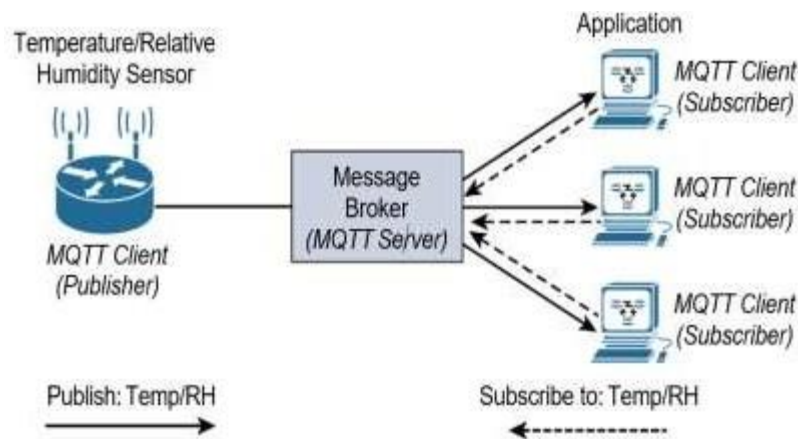 Temperature/Relative
Humidity Sensor
MQTT Client
(Publisher)
Message
Broker
(MQTT Server)
Application
MQTT Client
(Subscriber)
MQTT Client
(Subscriber)
MQTT Client
(Subscriber)
Publish: Temp/RH
Subscribe to: Temp/RH